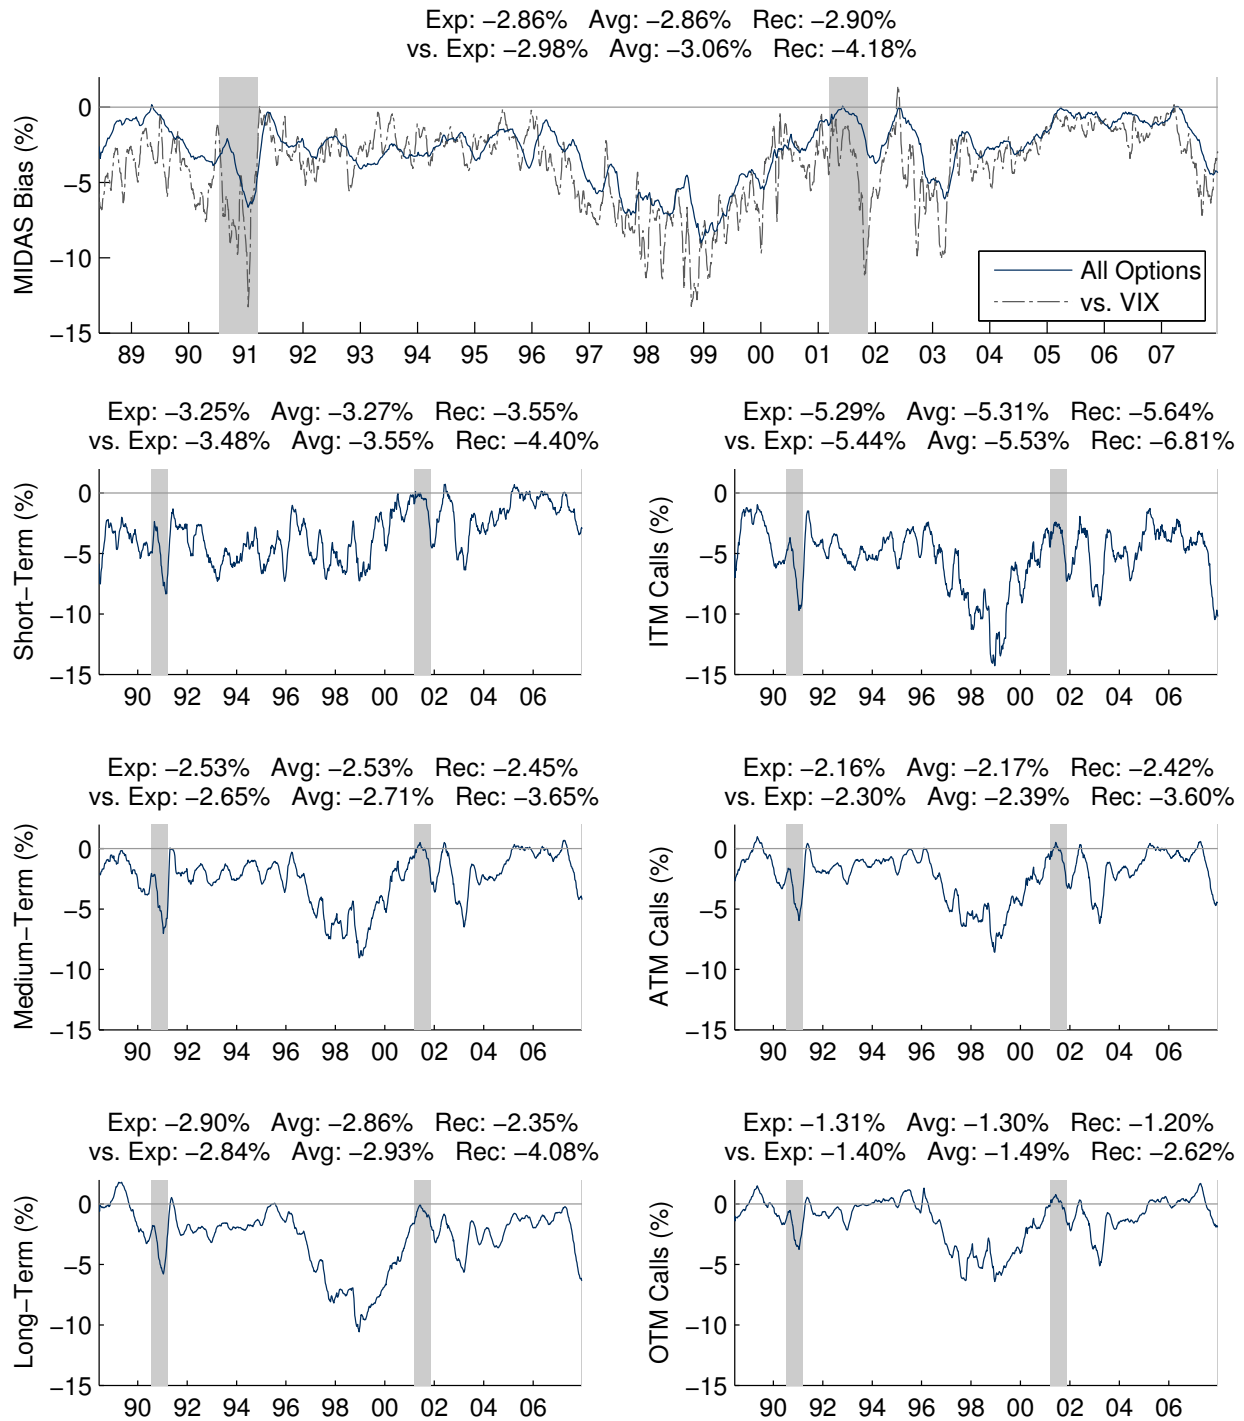 Exp: −2.86% Avg: −2.86% Rec: −2.90%
vs. Exp: −2.98% Avg: −3.06% Rec: −4.18%
MIDAS Bias (%)
0
−5
−10
−15
All Options
vs. VIX
89 90 91 92 93 94 95 96 97 98 99 00 01 02 03 04 05 06 07
Exp: −3.25% Avg: −3.27% Rec: −3.55%
vs. Exp: −3.48% Avg: −3.55% Rec: −4.40%
Short−Term (%)
0
−5
−10
−15
90 92 94 96 98 00 02 04 06
Exp: −5.29% Avg: −5.31% Rec: −5.64%
vs. Exp: −5.44% Avg: −5.53% Rec: −6.81%
ITM Calls (%)
0
−5
−10
−15
90 92 94 96 98 00 02 04 06
Exp: −2.53% Avg: −2.53% Rec: −2.45%
vs. Exp: −2.65% Avg: −2.71% Rec: −3.65%
Medium−Term (%)
0
−5
−10
−15
90 92 94 96 98 00 02 04 06
Exp: −2.16% Avg: −2.17% Rec: −2.42%
vs. Exp: −2.30% Avg: −2.39% Rec: −3.60%
ATM Calls (%)
0
−5
−10
−15
90 92 94 96 98 00 02 04 06
Exp: −2.90% Avg: −2.86% Rec: −2.35%
vs. Exp: −2.84% Avg: −2.93% Rec: −4.08%
Long−Term (%)
0
−5
−10
−15
90 92 94 96 98 00 02 04 06
Exp: −1.31% Avg: −1.30% Rec: −1.20%
vs. Exp: −1.40% Avg: −1.49% Rec: −2.62%
OTM Calls (%)
0
−5
−10
−15
90 92 94 96 98 00 02 04 06